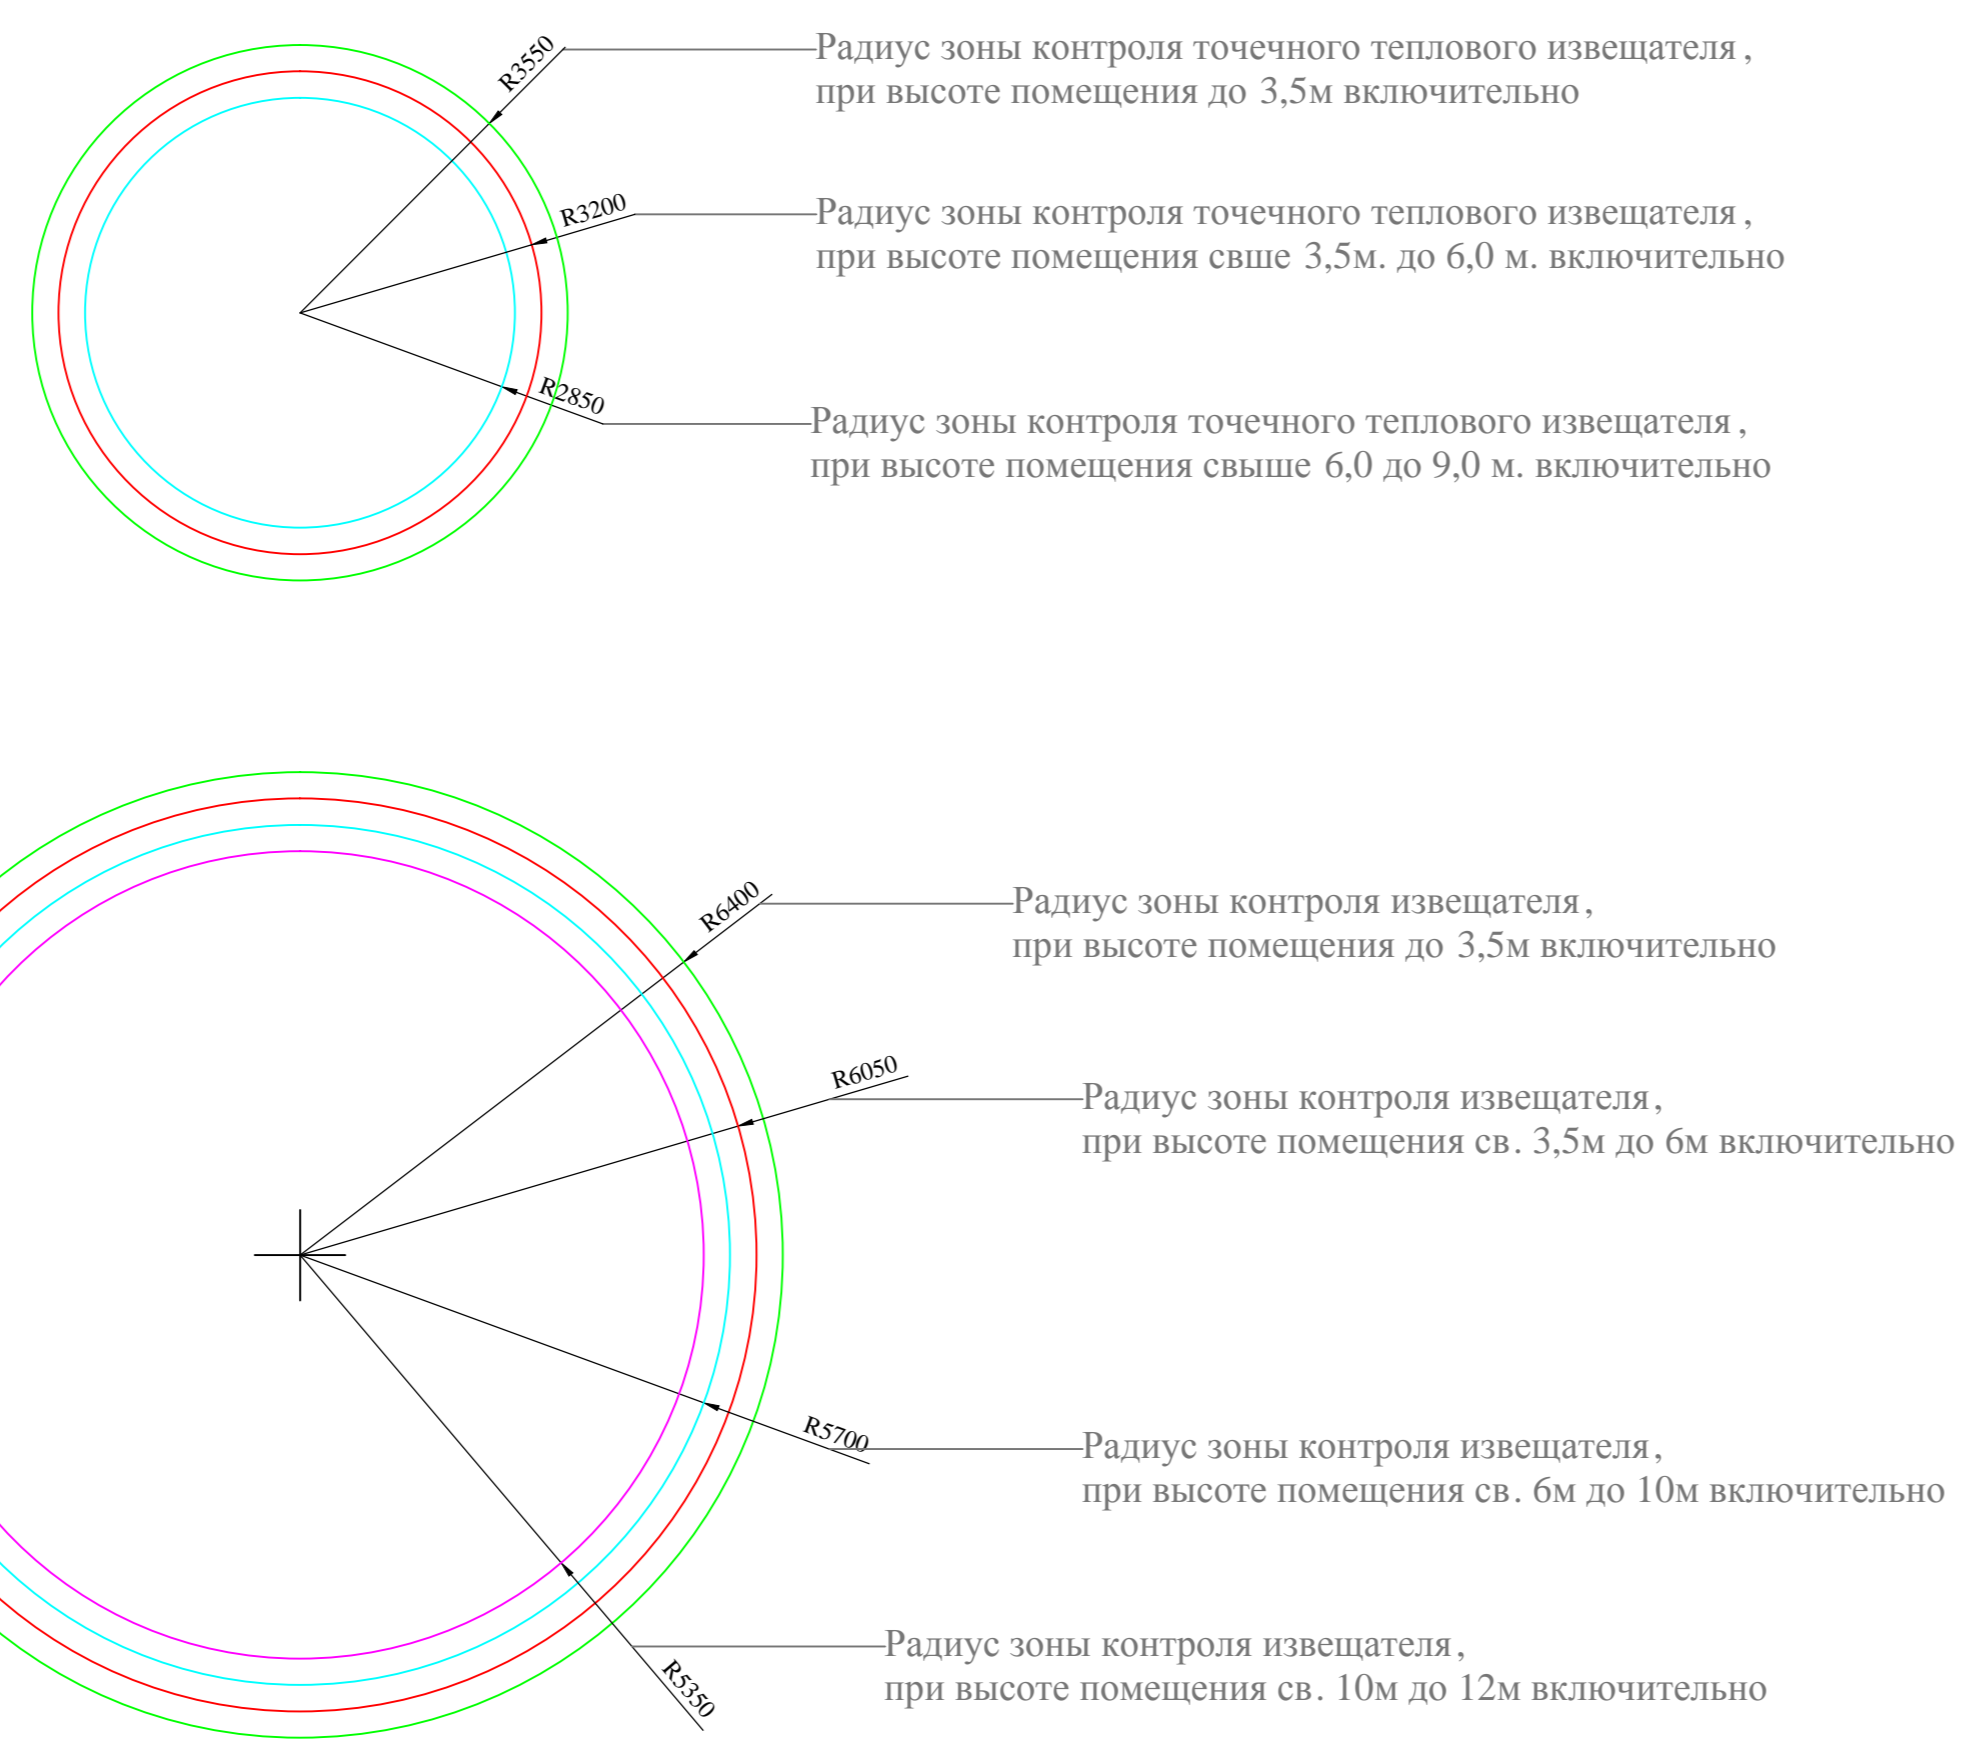 R3550
Радиус зоны контроля точечного теплового извещателя,
при высоте помещения до 3,5м включительно
R3200
Радиус зоны контроля точечного теплового извещателя,
при высоте помещения свше 3,5м. до 6,0 м. включительно
R2850
Радиус зоны контроля точечного теплового извещателя,
при высоте помещения свыше 6,0 до 9,0 м. включительно
R6400
Радиус зоны контроля извещателя,
при высоте помещения до 3,5м включительно
R6050
Радиус зоны контроля извещателя,
при высоте помещения св. 3,5м до 6м включительно
R5700
Радиус зоны контроля извещателя,
при высоте помещения св. 6м до 10м включительно
R5350
Радиус зоны контроля извещателя,
при высоте помещения св. 10м до 12м включительно